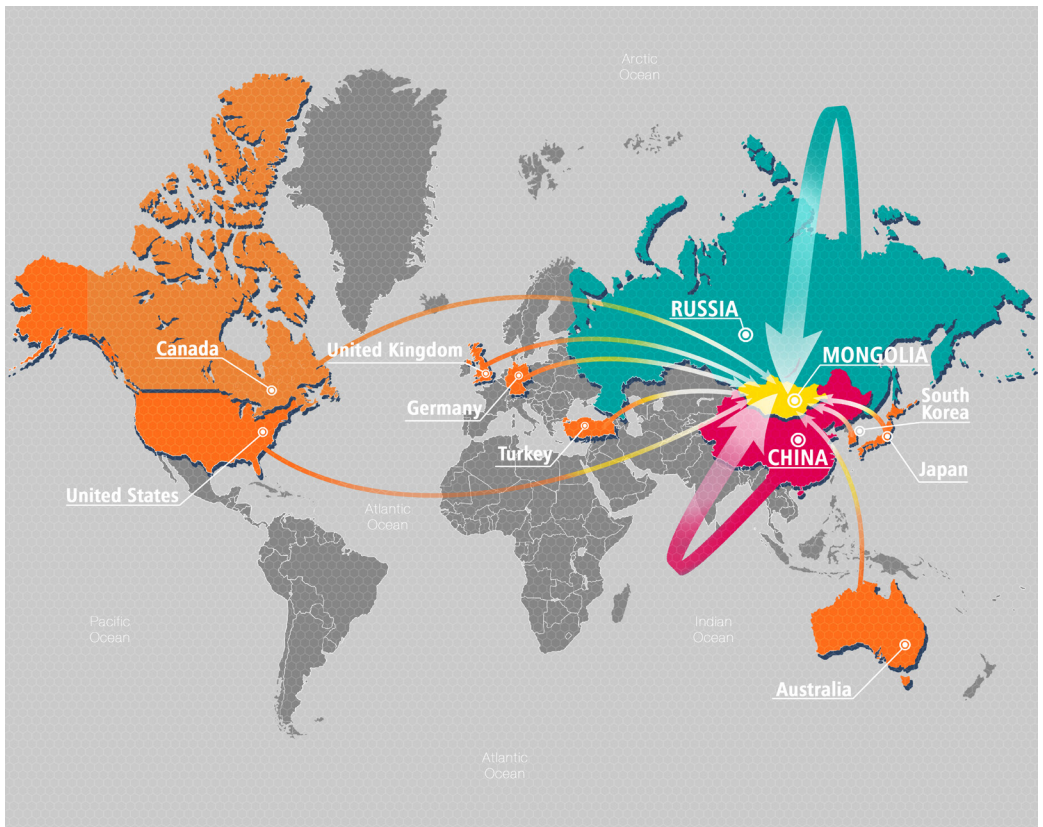 Arctic
Ocean
RUSSIA
MONGOLIA
Canada
United Kingdom
South
Korea
Germany
Turkey
CHINA
Japan
United States
Atlantic
Ocean
Pacific
Ocean
Indian
Ocean
Australia
Atlantic
Ocean